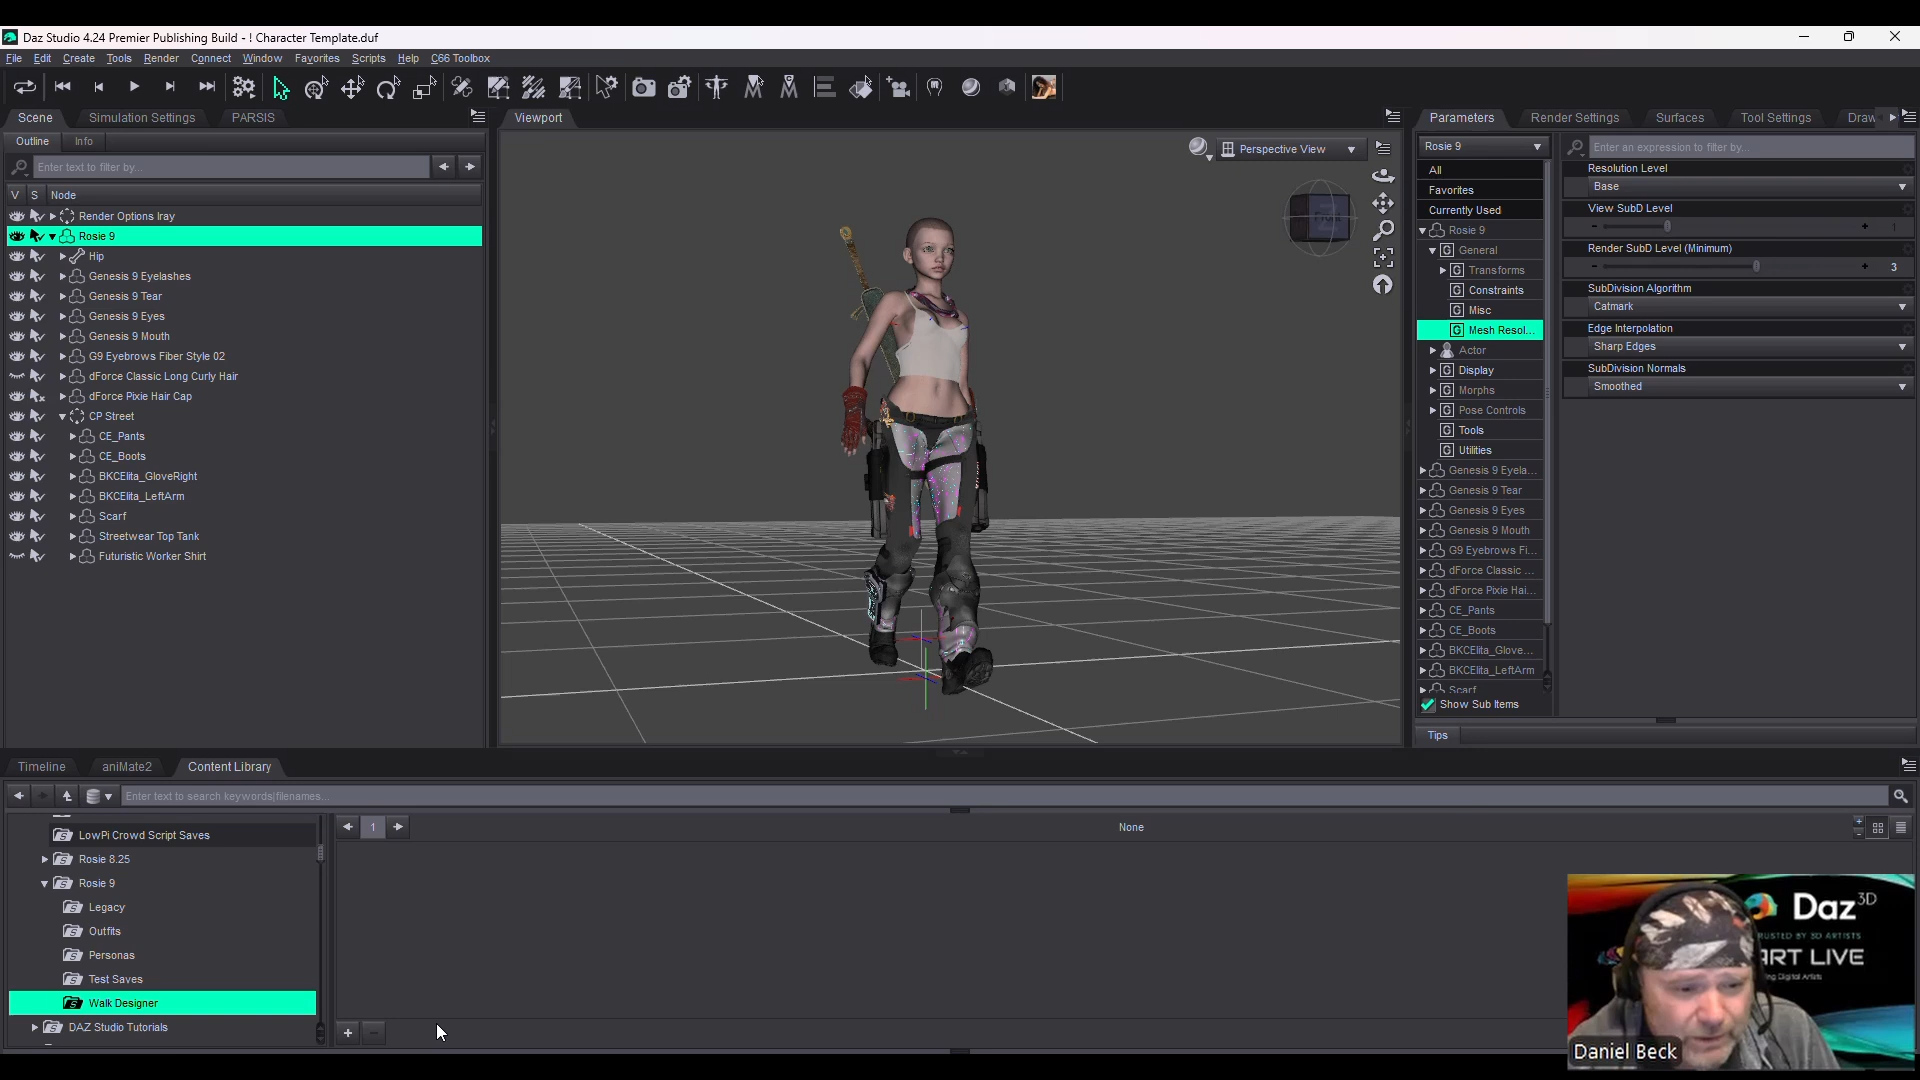 Daz Studio 4.24 Premier Publishing Build - ! Character Template.duf
File Edit Create Tools Render Connect Window Favorites Scripts Help C66 Toolbox
Scene Simulation Settings PARSIS
Outline Info
Enter text to filter by...
V S Node
Render Options Iray
Rosie 9
Hip
Genesis 9 Eyelashes
Genesis 9 Tear
Genesis 9 Eyes
Genesis 9 Mouth
G9 Eyebrows Fiber Style 02
dForce Classic Long Curly Hair
dForce Pixie Hair Cap
CP Street
CE_Pants
CE_Boots
BKCElita_GloveRight
BKCElita_LeftArm
Scarf
Streetwear Top Tank
Futuristic Worker Shirt
Viewport
Perspective View
Parameters Render Settings Surfaces Tool Settings Draw
Rosie 9
All
Favorites
Currently Used
Rosie 9
General
Transforms
Constraints
Misc
Mesh Resol...
Actor
Display
Morphs
Pose Controls
Tools
Utilities
Genesis 9 Eyela...
Genesis 9 Tear
Genesis 9 Eyes
Genesis 9 Mouth
G9 Eyebrows Fi...
dForce Classic ...
dForce Pixie Hai...
CE_Pants
CE_Boots
BKCElita_Glove...
BKCElita_LeftArm
Scarf
Show Sub Items
Enter an expression to filter by...
Resolution Level
Base
View SubD Level
1
Render SubD Level (Minimum)
3
SubDivision Algorithm
Catmark
Edge Interpolation
Sharp Edges
SubDivision Normals
Smoothed
Tips
Timeline aniMate2 Content Library
Enter text to search keywords|filenames...
LowPi Crowd Script Saves
Rosie 8.25
Rosie 9
Legacy
Outfits
Personas
Test Saves
Walk Designer
DAZ Studio Tutorials
1
None
Daz 3D
RUSTED BY 3D ARTISTS
ART LIVE
ng Digital Artists
Daniel Beck